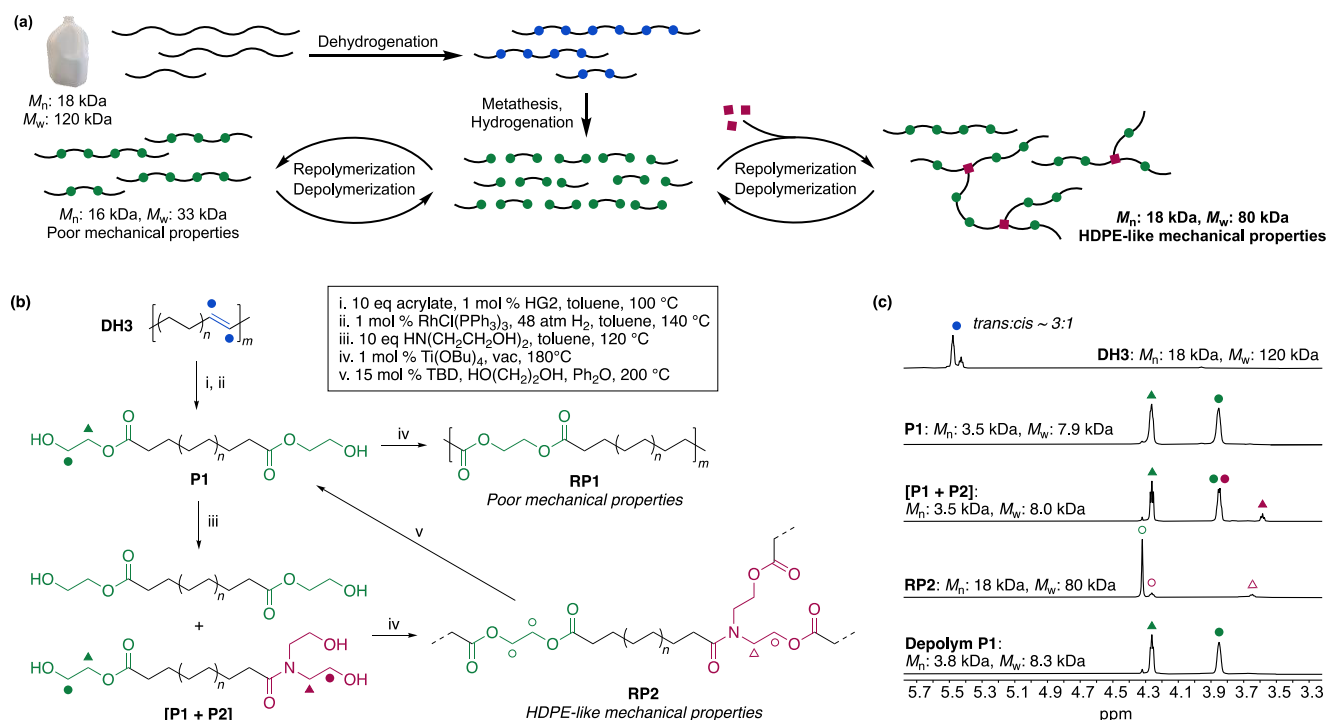 (a)
Dehydrogenation
Mn: 18 kDa
Mw: 120 kDa
Metathesis,
Hydrogenation
Repolymerization
Depolymerization
Repolymerization
Depolymerization
Mn: 16 kDa, Mw: 33 kDa
Poor mechanical properties
Mn: 18 kDa, Mw: 80 kDa
HDPE-like mechanical properties
(b)
DH3
n
m
i. 10 eq acrylate, 1 mol % HG2, toluene, 100 °C
ii. 1 mol % RhCl(PPh3)3, 48 atm H2, toluene, 140 °C
iii. 10 eq HN(CH2CH2OH)2, toluene, 120 °C
iv. 1 mol % Ti(OBu)4, vac, 180°C
v. 15 mol % TBD, HO(CH2)2OH, Ph2O, 200 °C
i, ii
HO
O
O
n
O
O
OH
P1
iv
O
O
O
O
n
m
RP1
Poor mechanical properties
iii
v
HO
O
O
n
O
O
OH
+
HO
O
O
n
O
N
OH
OH
[P1 + P2]
iv
O
O
O
O
n
O
N
O
O
O
O
RP2
HDPE-like mechanical properties
(c)
trans:cis ~ 3:1
DH3: Mn: 18 kDa, Mw: 120 kDa
P1: Mn: 3.5 kDa, Mw: 7.9 kDa
[P1 + P2]:
Mn: 3.5 kDa, Mw: 8.0 kDa
RP2: Mn: 18 kDa, Mw: 80 kDa
Depolym P1:
Mn: 3.8 kDa, Mw: 8.3 kDa
5.7 5.5 5.3 5.1 4.9 4.7 4.5 4.3 4.1 3.9 3.7 3.5 3.3
ppm